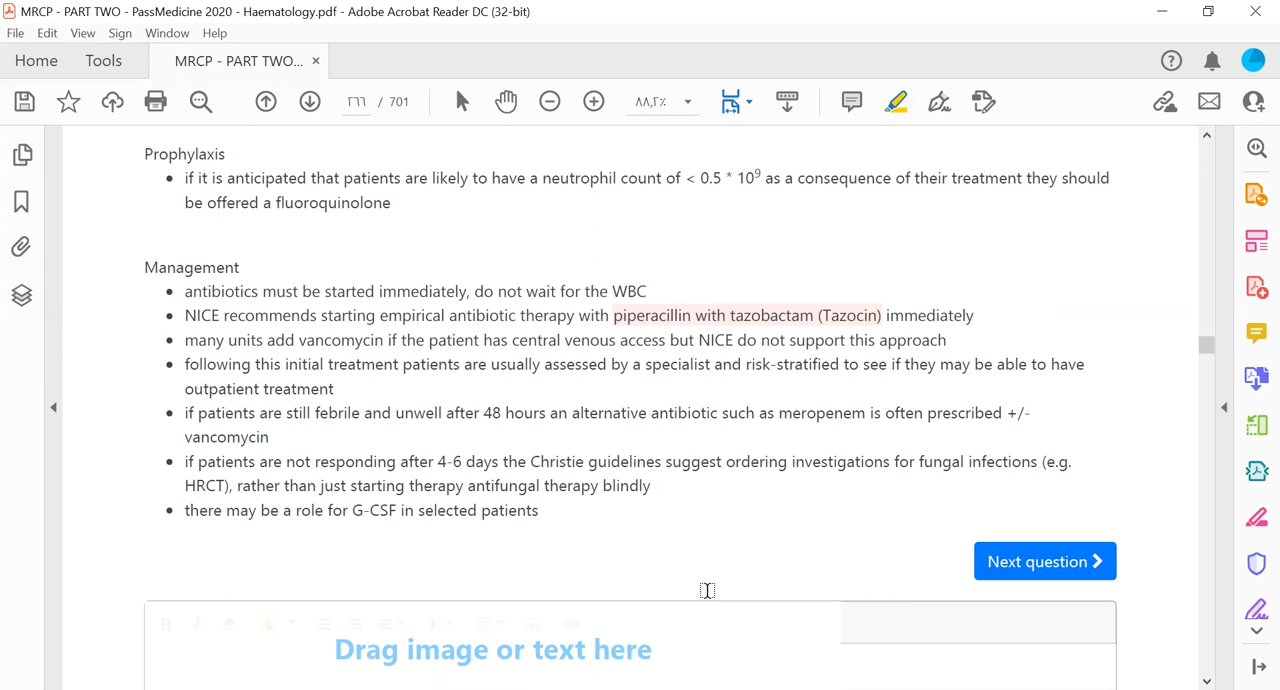 MRCP - PART TWO - PassMedicine 2020 - Haematology.pdf - Adobe Acrobat Reader DC (32-bit)
File Edit View Sign Window Help
Home Tools MRCP - PART TWO... ×
٢٦٦ / 701 ٨٨,٢٪
Prophylaxis
• if it is anticipated that patients are likely to have a neutrophil count of < 0.5 * 10⁹ as a consequence of their treatment they should
be offered a fluoroquinolone
Management
• antibiotics must be started immediately, do not wait for the WBC
• NICE recommends starting empirical antibiotic therapy with piperacillin with tazobactam (Tazocin) immediately
• many units add vancomycin if the patient has central venous access but NICE do not support this approach
• following this initial treatment patients are usually assessed by a specialist and risk-stratified to see if they may be able to have
outpatient treatment
• if patients are still febrile and unwell after 48 hours an alternative antibiotic such as meropenem is often prescribed +/-
vancomycin
• if patients are not responding after 4-6 days the Christie guidelines suggest ordering investigations for fungal infections (e.g.
HRCT), rather than just starting therapy antifungal therapy blindly
• there may be a role for G-CSF in selected patients
Next question
Drag image or text here